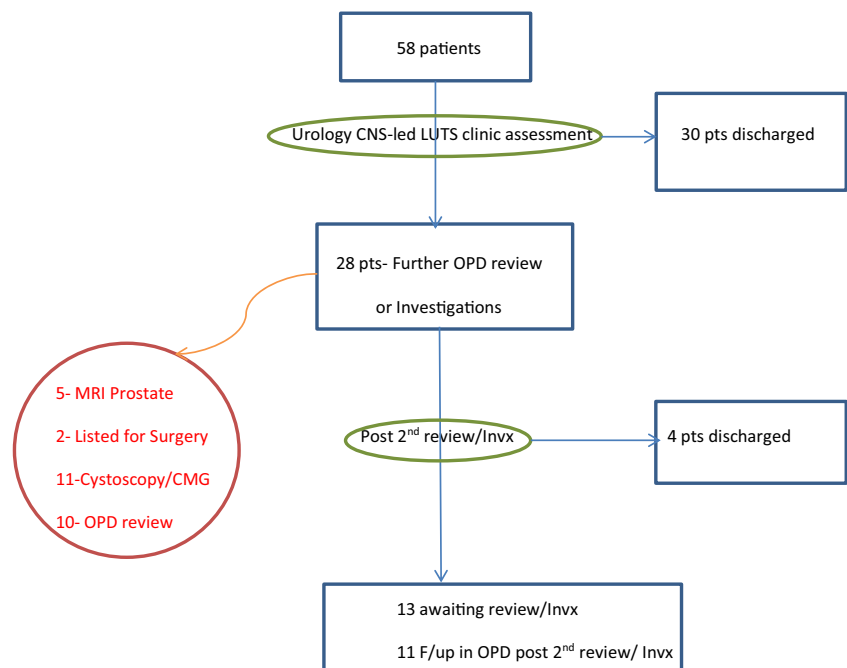 58 patients
Urology CNS-led LUTS clinic assessment
30 pts discharged
28 pts- Further OPD review
or Investigations
5- MRI Prostate
2- Listed for Surgery
11-Cystoscopy/CMG
10- OPD review
Post 2nd review/Invx
4 pts discharged
13 awaiting review/Invx
11 F/up in OPD post 2nd review/ Invx